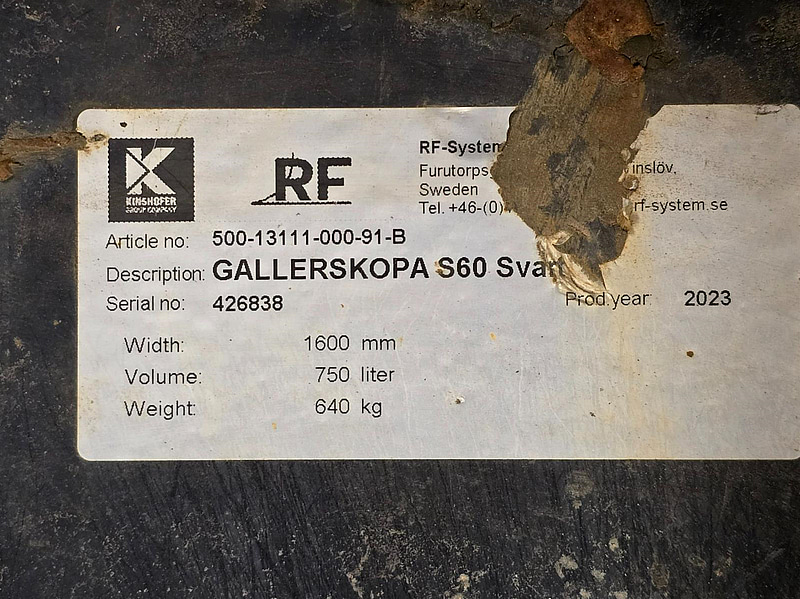 K
KINSHOFER
GROUP COMPANY
RF
RF-System
Furutorps inslöv,
Sweden
Tel. +46-(0) rf-system.se
Article no: 500-13111-000-91-B
Description: GALLERSKOPA S60 Svart
Serial no: 426838
Prod year: 2023
Width: 1600 mm
Volume: 750 liter
Weight: 640 kg